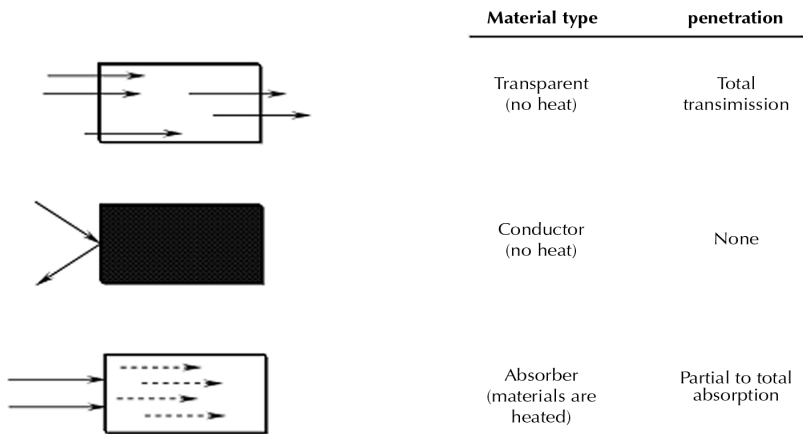 Material type penetration
Transparent Total
(no heat) transimission
Conductor None
(no heat)
Absorber Partial to total
(materials are absorption
heated)